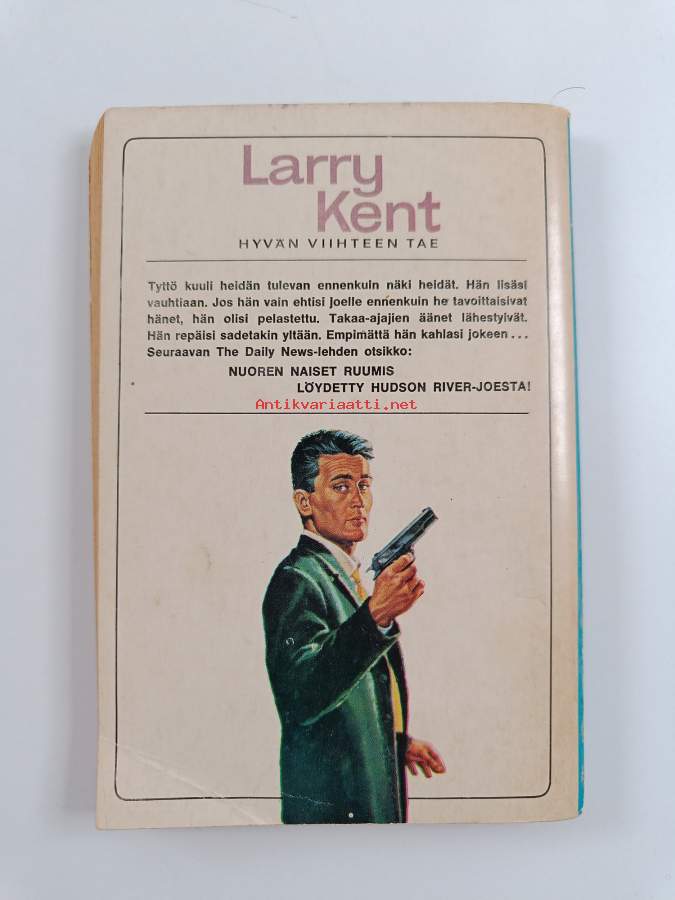 Larry
Kent
HYVÄN VIIHTEEN TAE
Tyttö kuuli heidän tulevan ennenkuin näki heidät. Hän lisäsi
vauhtiaan. Jos hän vain ehtisi joelle ennenkuin he tavoittaisivat
hänet, hän olisi pelastettu. Takaa-ajajien äänet lähestyivät.
Hän repäisi sadetakin yltään. Empimättä hän kahlasi jokeen...
Seuraavan The Daily News-lehden otsikko:
NUOREN NAISET RUUMIS
LÖYDETTY HUDSON RIVER-JOESTA!
Antikvariaatti.net